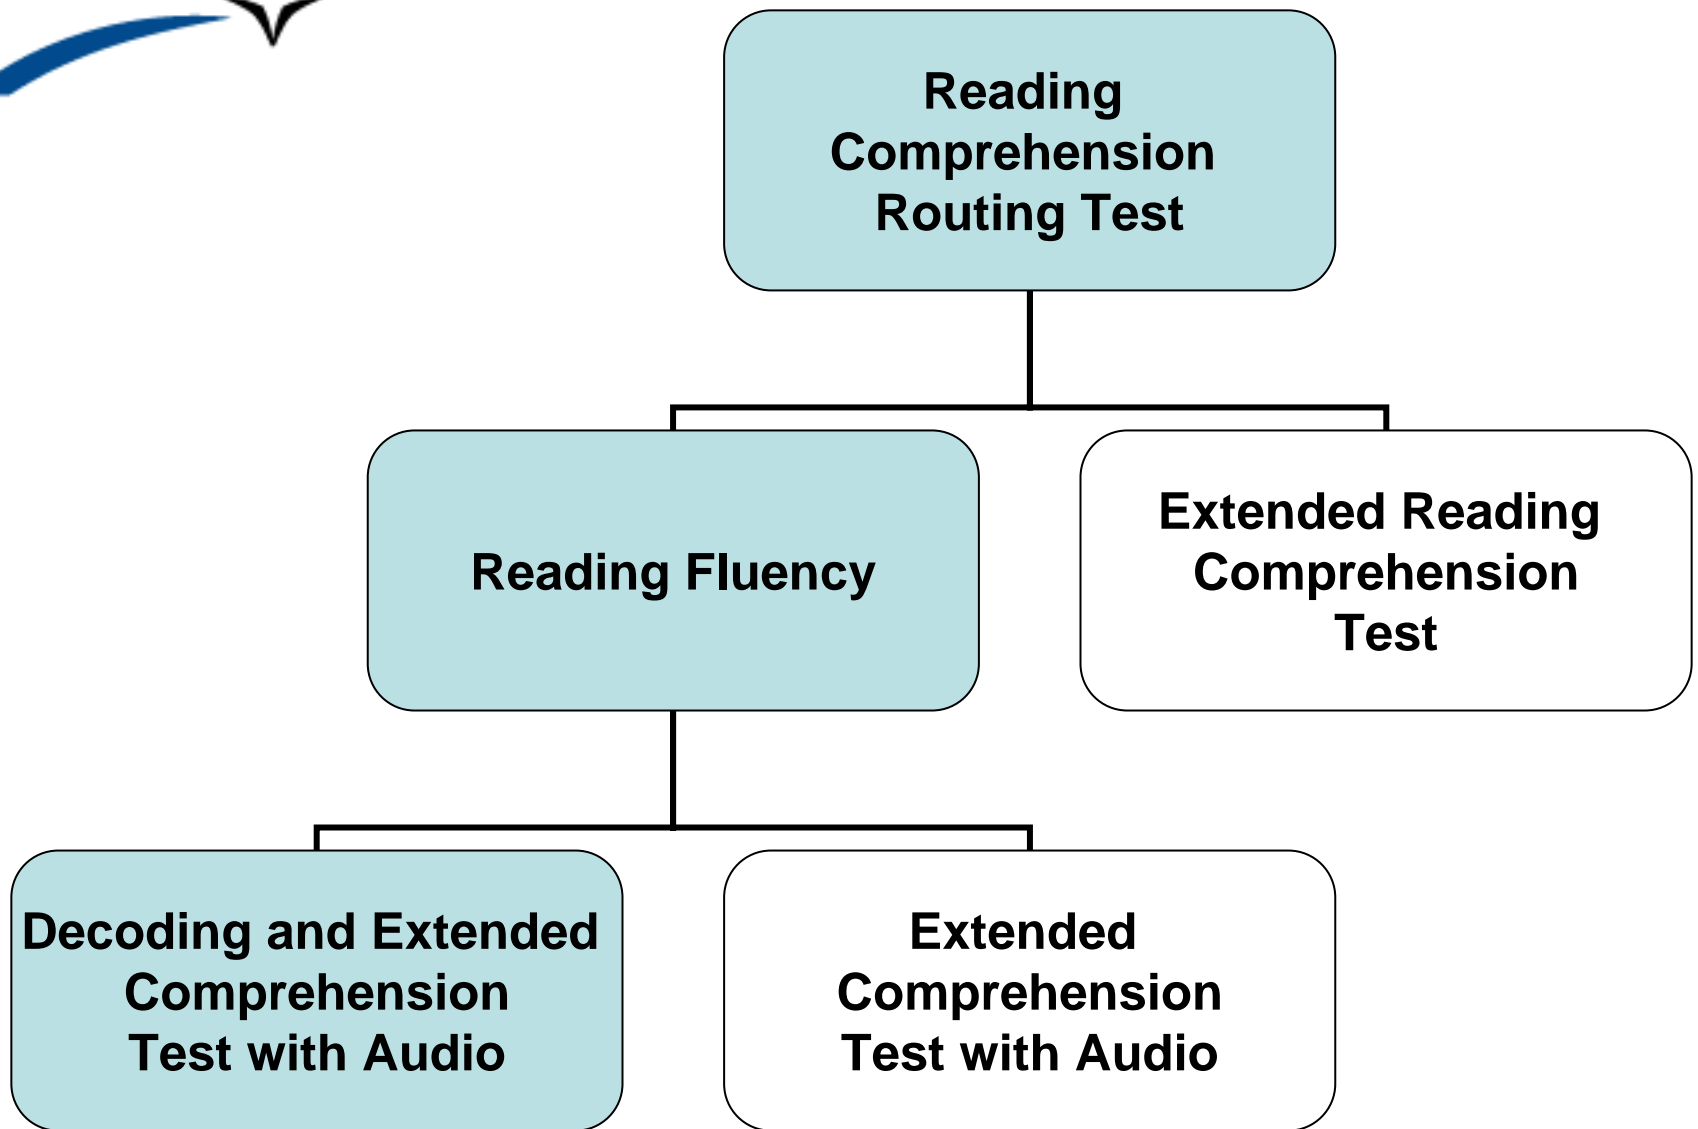 Reading
Comprehension
Routing Test
Reading Fluency
Extended Reading
Comprehension
Test
Decoding and Extended
Comprehension
Test with Audio
Extended
Comprehension
Test with Audio